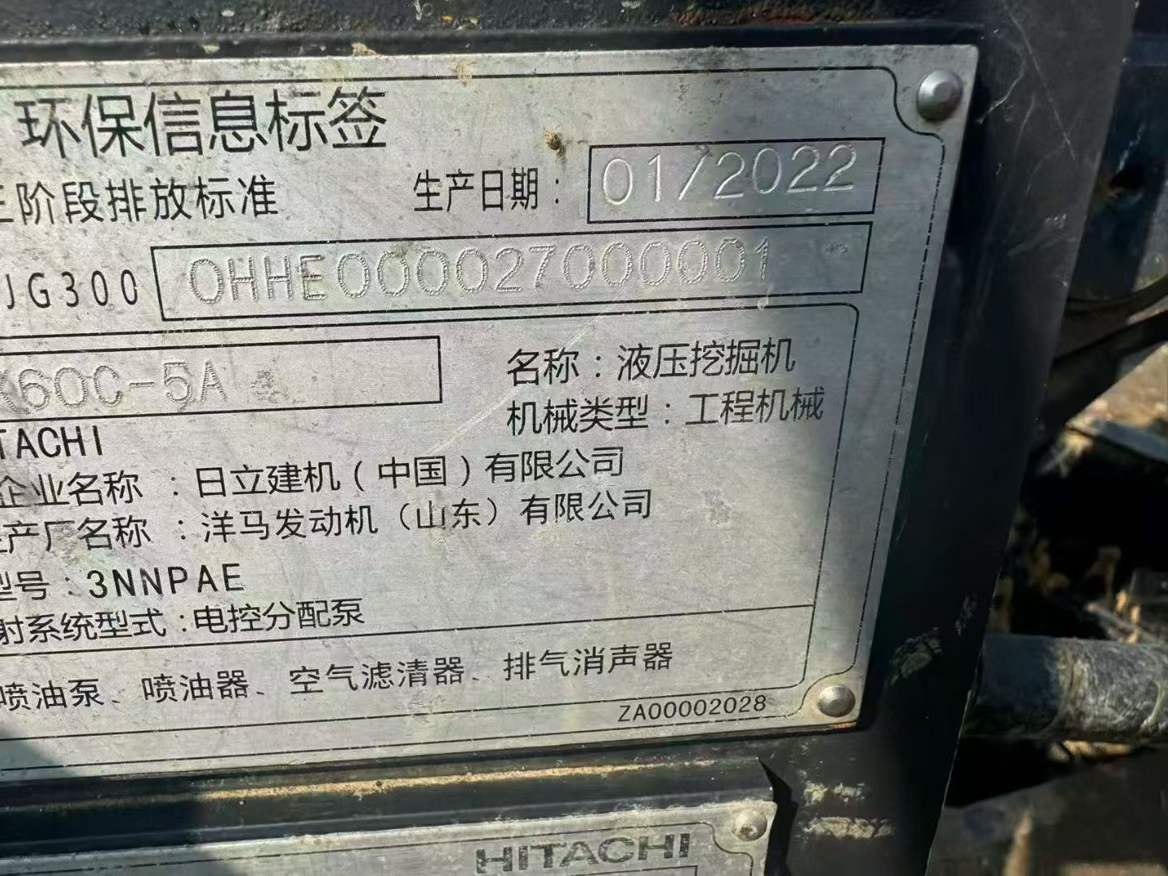 环保信息标签
三阶段排放标准 生产日期: 01/2022
JG300 0HHE000027000001
X60C-5A 名称:液压挖掘机
机械类型:工程机械
TACHI
企业名称 :日立建机(中国)有限公司
产厂名称 :洋马发动机(山东)有限公司
型号:3NNPAE
射系统型式:电控分配泵
喷油泵、喷油器、空气滤清器、排气消声器
ZA00002028
HITACHI